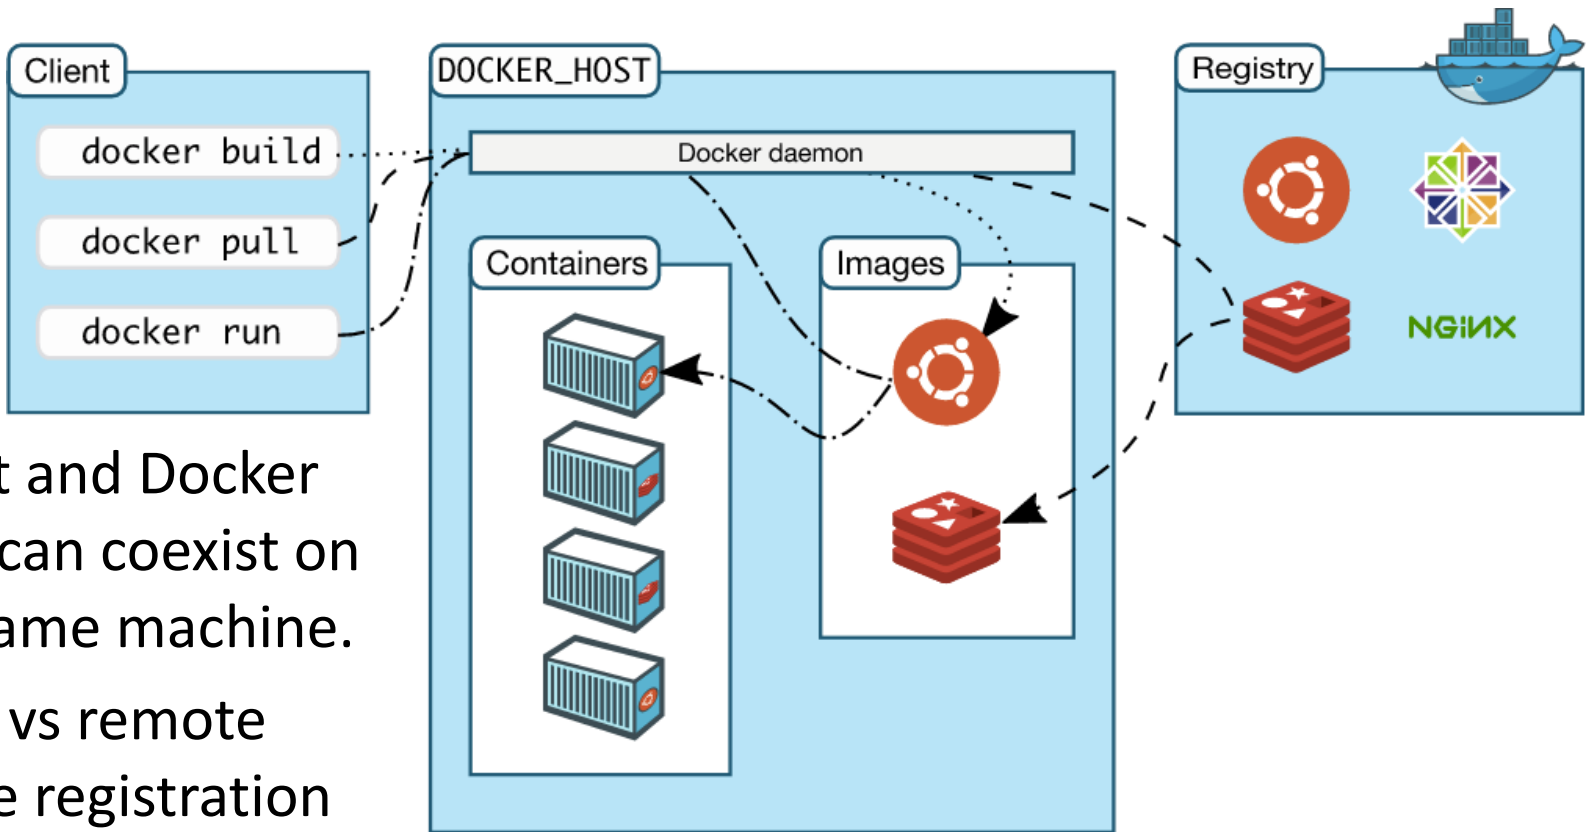 Client
docker build
docker pull
docker run
DOCKER_HOST
Docker daemon
Containers
Images
Registry
NGiNX
t and Docker
can coexist on
ame machine.
vs remote
e registration